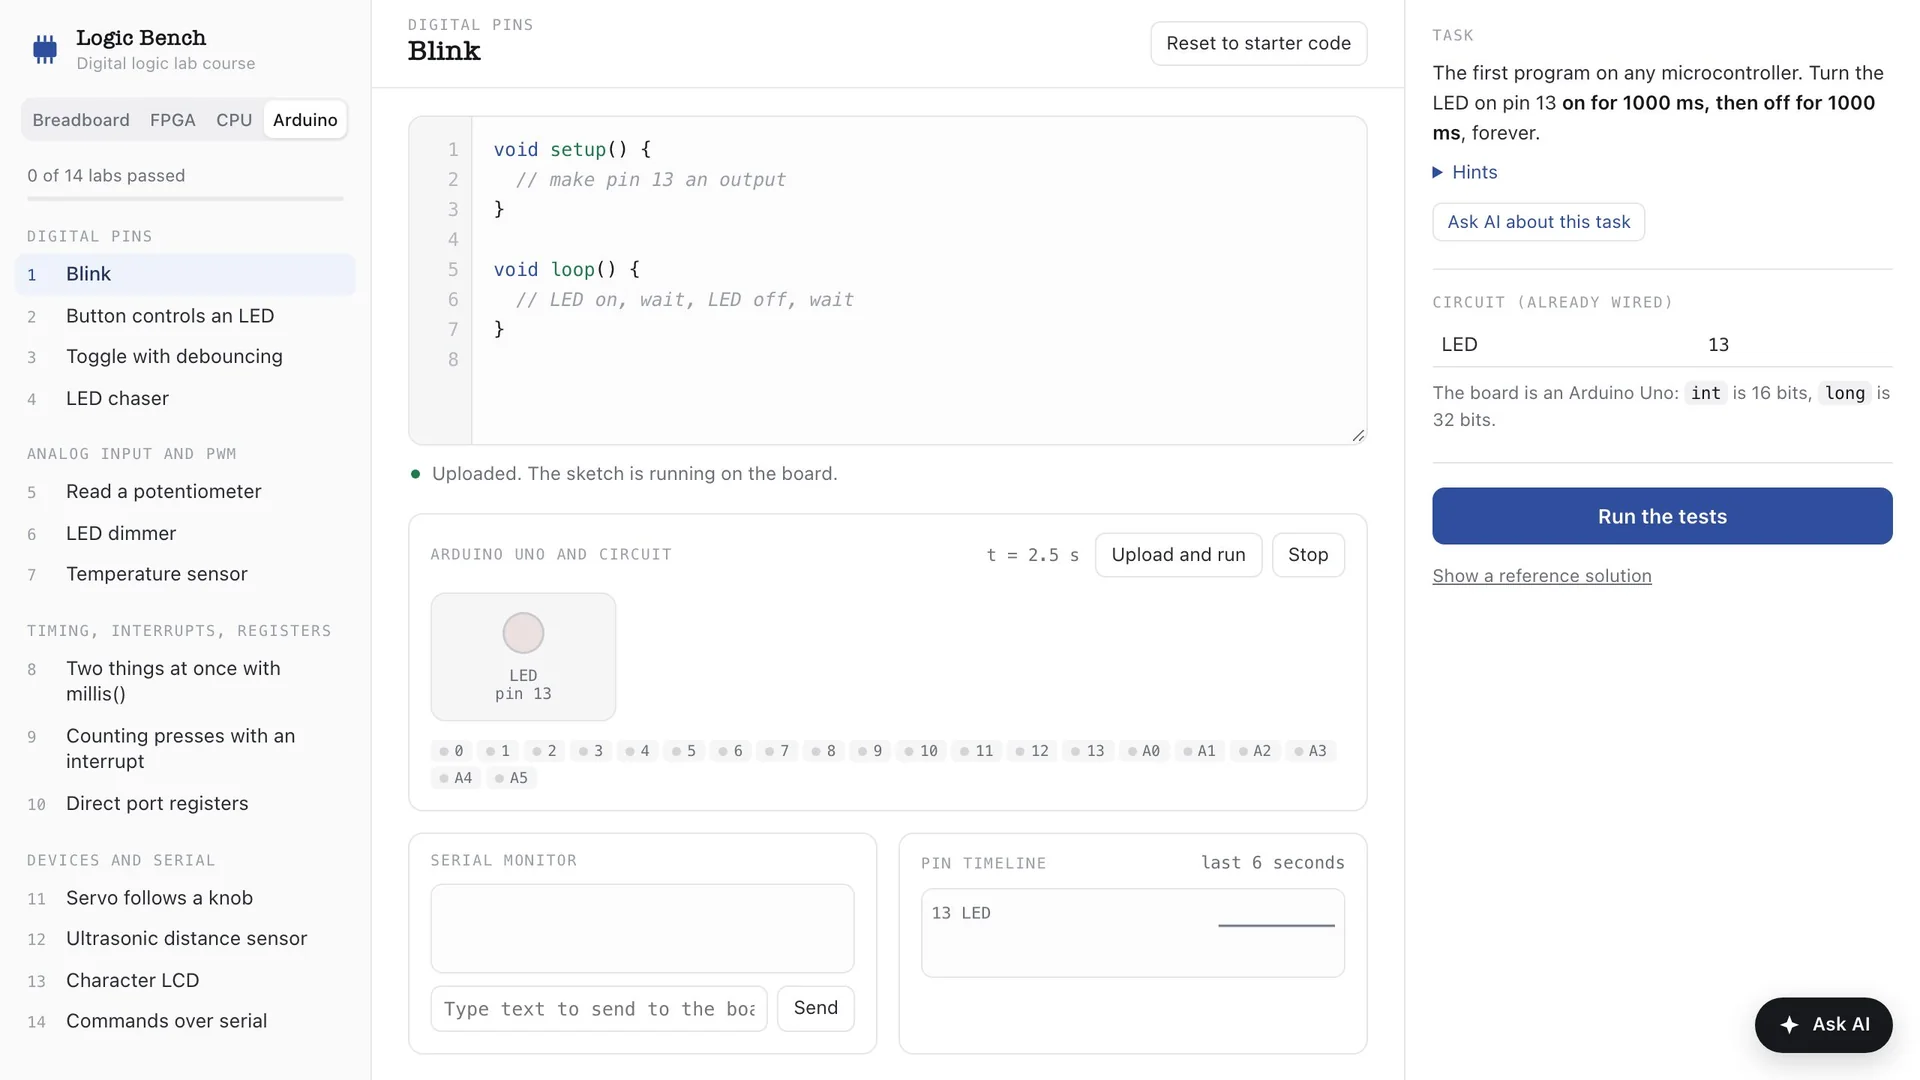 Logic Bench
Digital logic lab course
Breadboard FPGA CPU Arduino
0 of 14 labs passed
DIGITAL PINS
1 Blink
2 Button controls an LED
3 Toggle with debouncing
4 LED chaser
ANALOG INPUT AND PWM
5 Read a potentiometer
6 LED dimmer
7 Temperature sensor
TIMING, INTERRUPTS, REGISTERS
8 Two things at once with
millis()
9 Counting presses with an
interrupt
10 Direct port registers
DEVICES AND SERIAL
11 Servo follows a knob
12 Ultrasonic distance sensor
13 Character LCD
14 Commands over serial
DIGITAL PINS
Blink
Reset to starter code
1 void setup() {
2 // make pin 13 an output
3 }
4
5 void loop() {
6 // LED on, wait, LED off, wait
7 }
8
Uploaded. The sketch is running on the board.
ARDUINO UNO AND CIRCUIT
t = 2.5 s
Upload and run
Stop
LED
pin 13
0 1 2 3 4 5 6 7 8 9 10 11 12 13 A0 A1 A2 A3
A4 A5
SERIAL MONITOR
Type text to send to the boa
Send
PIN TIMELINE
last 6 seconds
13 LED
TASK
The first program on any microcontroller. Turn the
LED on pin 13 on for 1000 ms, then off for 1000
ms, forever.
Hints
Ask AI about this task
CIRCUIT (ALREADY WIRED)
LED 13
The board is an Arduino Uno: int is 16 bits, long is
32 bits.
Run the tests
Show a reference solution
Ask AI